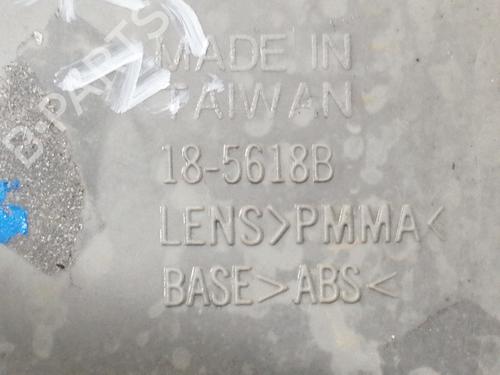 MADE IN
TAIWAN
18-5618B
LENS>PMMA<
BASE>ABS<
B-PARTS